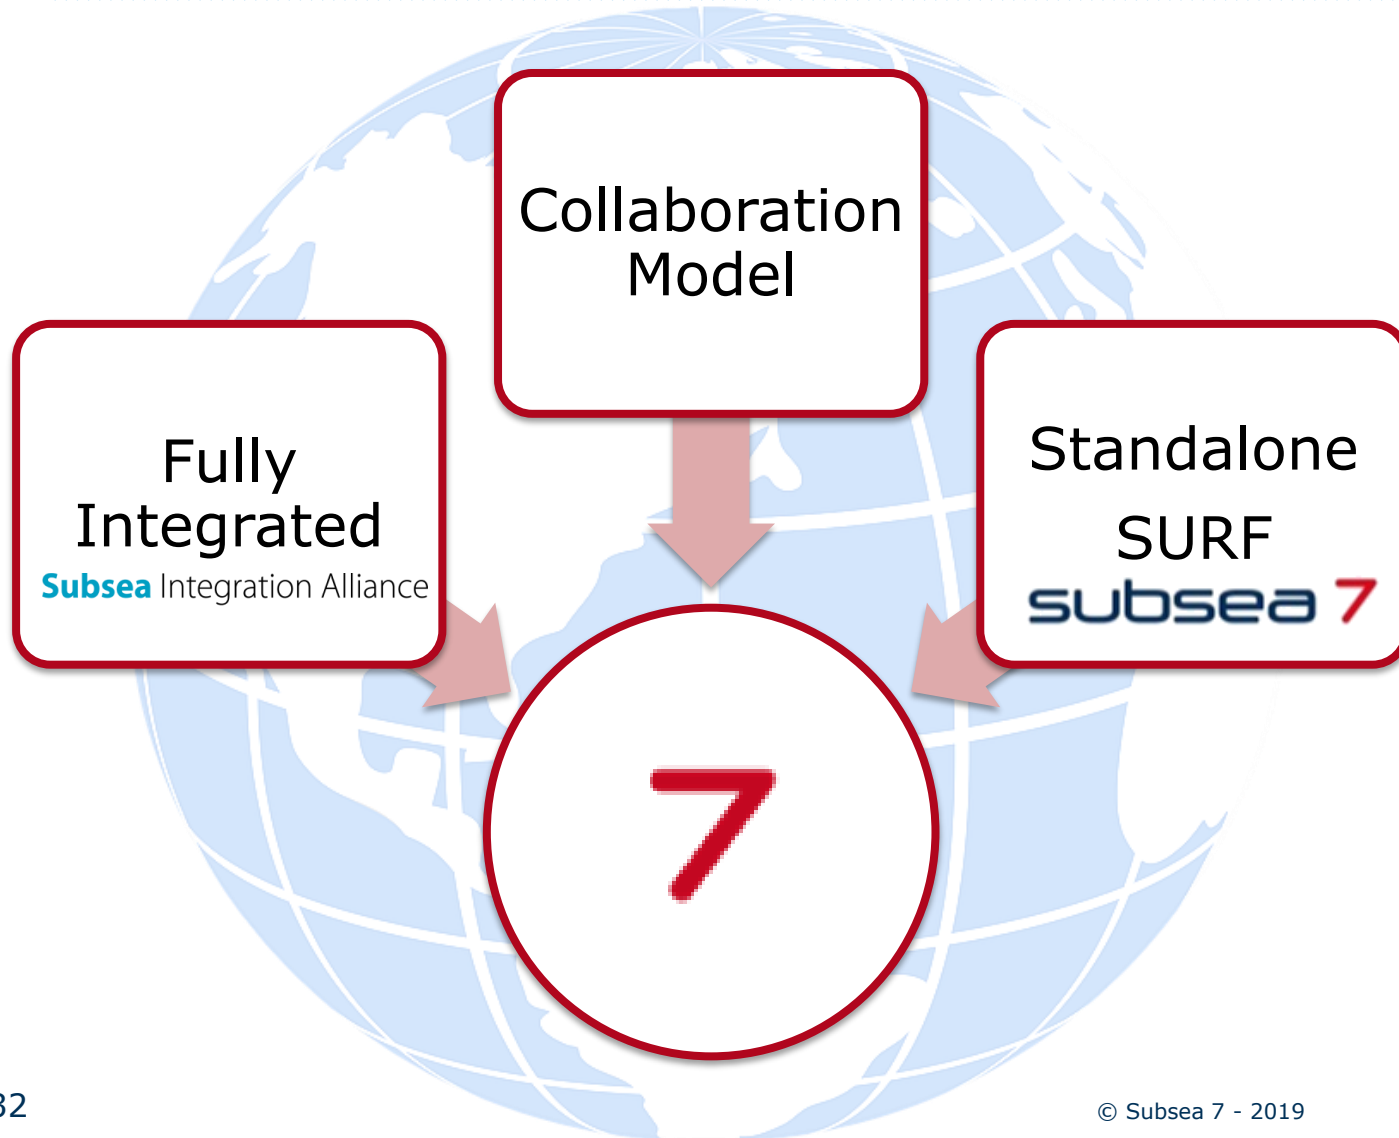 Collaboration
Model
Fully
Integrated
Subsea Integration Alliance
Standalone
SURF
subsea 7
7
32
© Subsea 7 - 2019